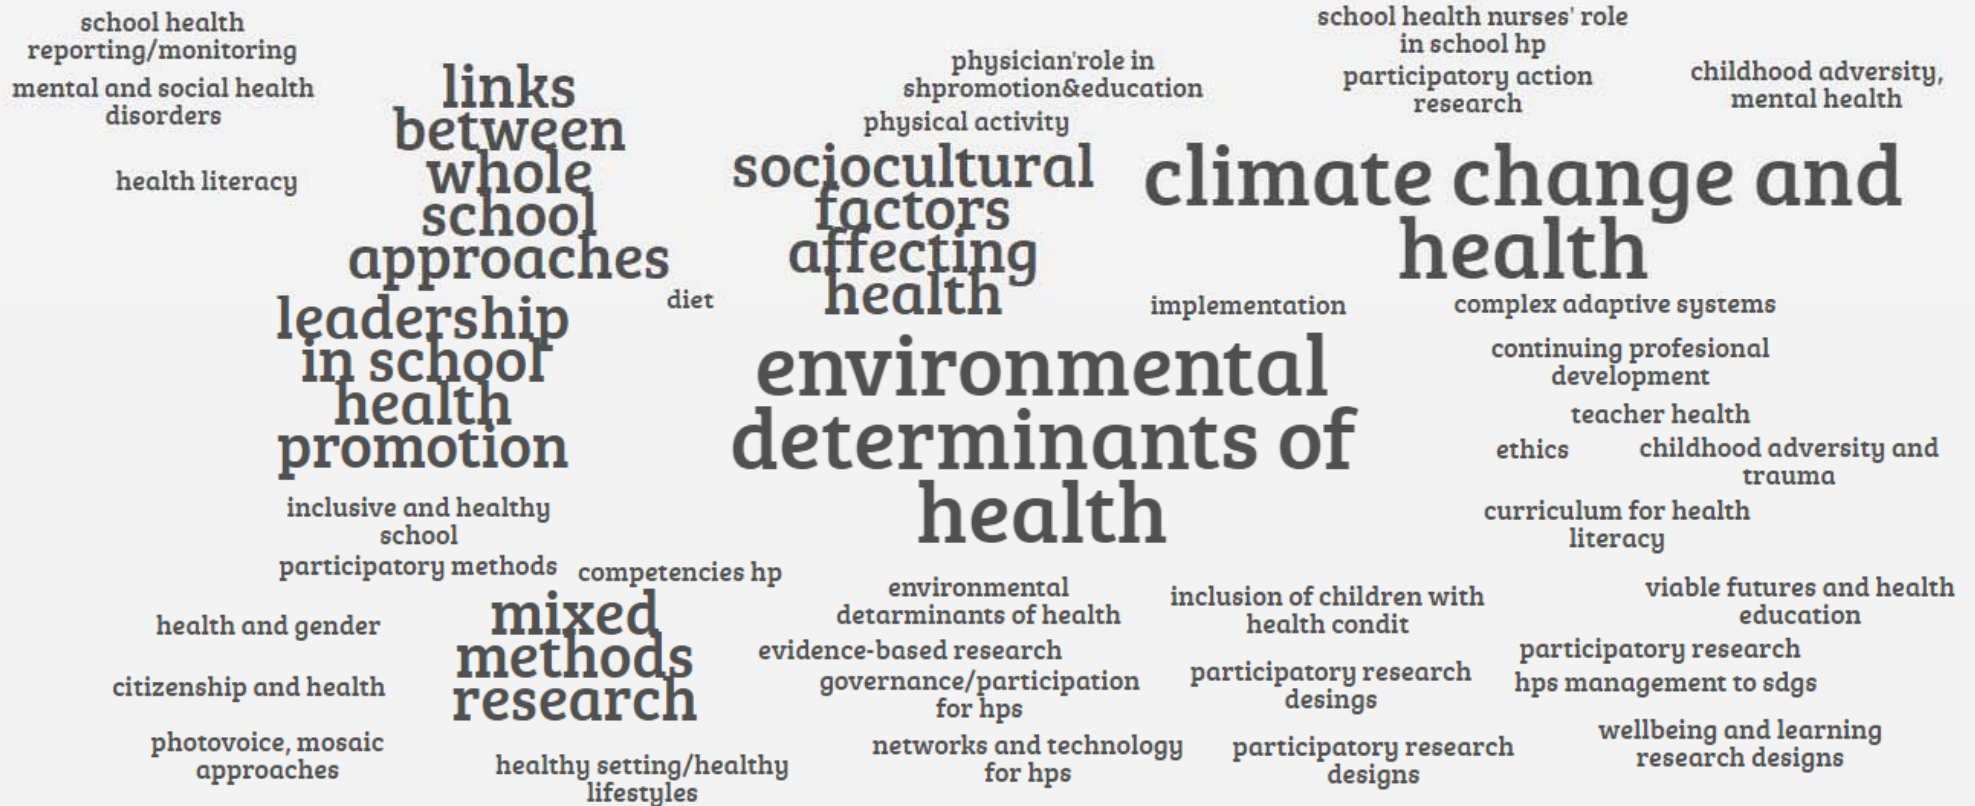 school health
reporting/monitoring
mental and social health
disorders
health literacy
links
between
whole
school
approaches
physician'role in
shpromotion&education
physical activity
sociocultural
factors
affecting
health
school health nurses' role
in school hp
participatory action
research
childhood adversity,
mental health
climate change and
health
diet
leadership
in school
health
promotion
implementation
complex adaptive systems
environmental
determinants of
health
continuing profesional
development
teacher health
ethics
childhood adversity and
trauma
curriculum for health
literacy
inclusive and healthy
school
participatory methods
competencies hp
mixed
methods
research
health and gender
citizenship and health
photovoice, mosaic
approaches
healthy setting/healthy
lifestyles
environmental
detarminants of health
evidence-based research
governance/participation
for hps
networks and technology
for hps
inclusion of children with
health condit
participatory research
desings
participatory research
designs
viable futures and health
education
participatory research
hps management to sdgs
wellbeing and learning
research designs